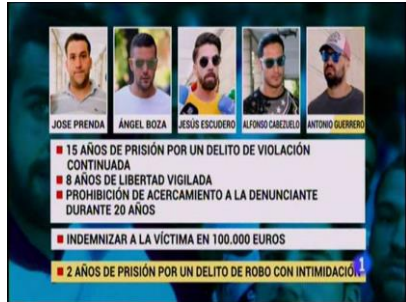 JOSE PRENDA ÁNGEL BOZA JESÚS ESCUDERO ALFONSO CABEZUELO ANTONIO GUERRERO
15 AÑOS DE PRISIÓN POR UN DELITO DE VIOLACIÓN
CONTINUADA
8 AÑOS DE LIBERTAD VIGILADA
PROHIBICIÓN DE ACERCAMIENTO A LA DENUNCIANTE
DURANTE 20 AÑOS
INDEMNIZAR A LA VÍCTIMA EN 100.000 EUROS
2 AÑOS DE PRISIÓN POR UN DELITO DE ROBO CON INTIMIDACIÓN
1